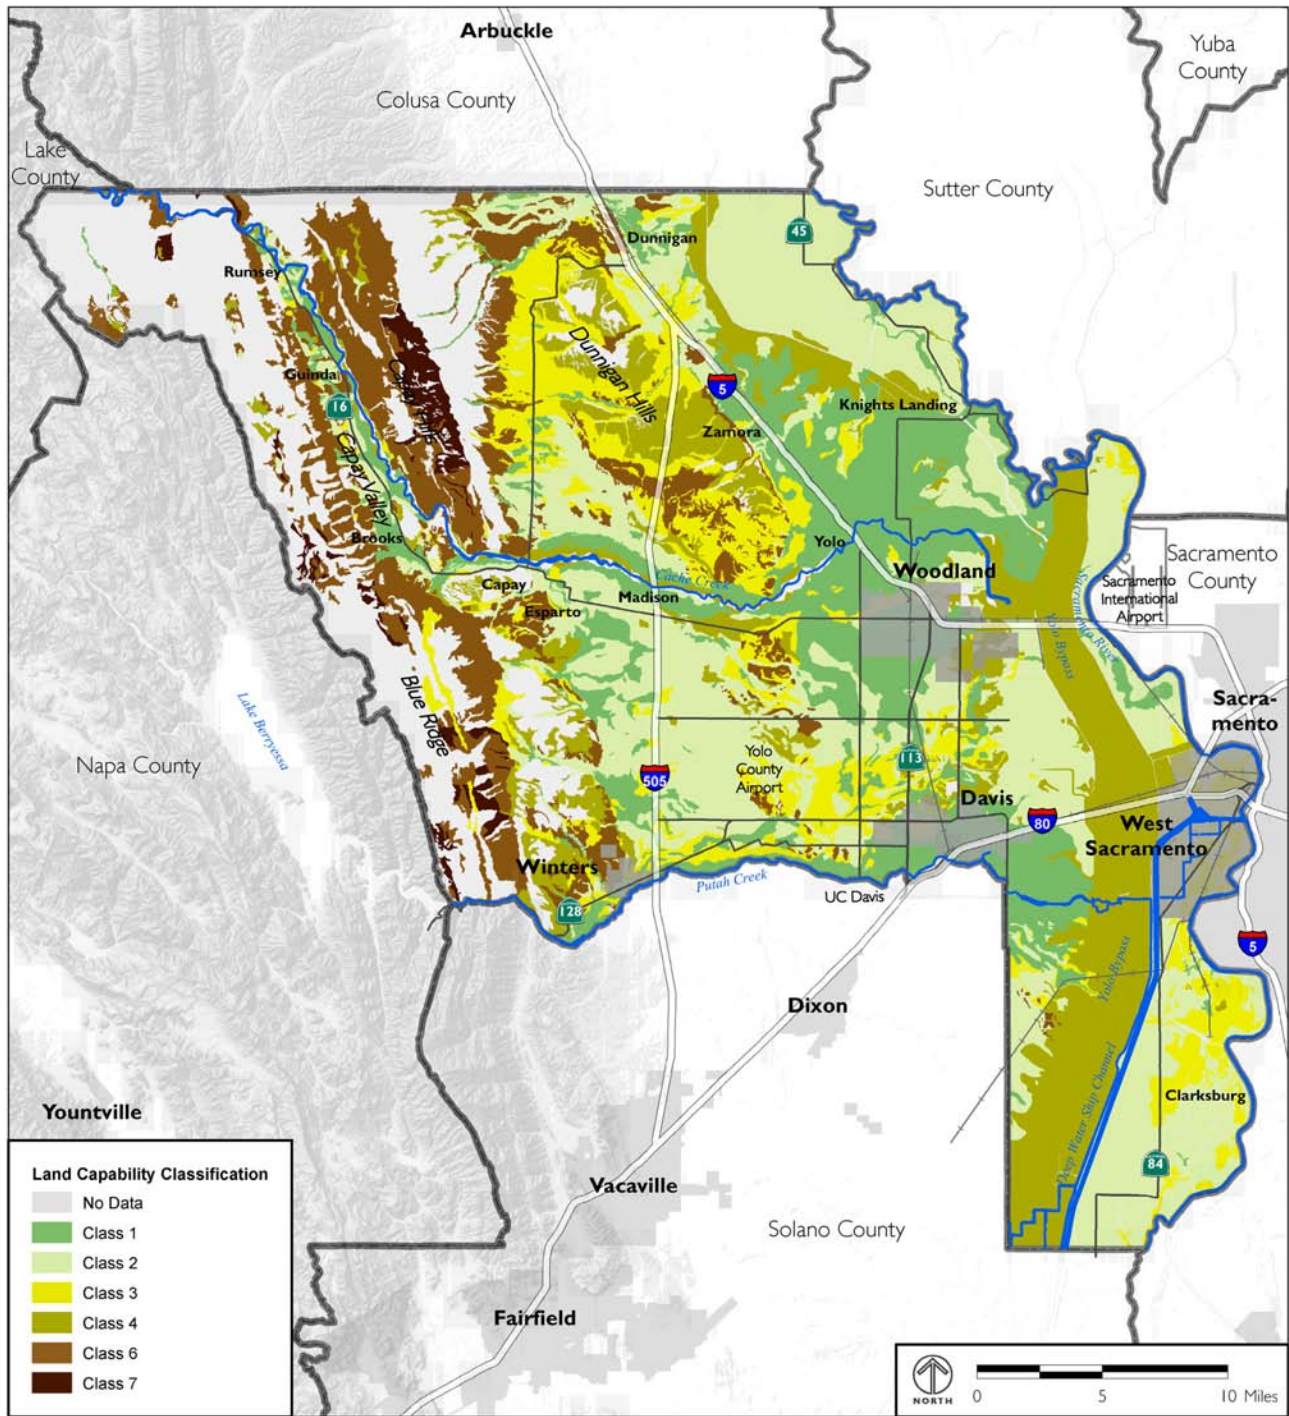 Arbuckle
Yuba
County
Colusa County
Lake
County
Sutter County
45
Dunnigan
Rumsey
Dunnigan Hills
Capay Hills
Guinda
5
16
Knights Landing
Zamora
Capay Valley
Brooks
Yolo
Cache Creek
Woodland
Sacramento
County
Capay
Madison
Sacramento
International
Airport
Esparto
Sacramento River
Yolo Bypass
Blue Ridge
Lake Berryessa
Sacra-
mento
Napa County
505
Yolo
County
Airport
113
Davis
80
West
Sacramento
Winters
Putah Creek
UC Davis
128
5
Yolo Bypass
Dixon
Deep Water Ship Channel
Clarksburg
Yountville
84
Vacaville
Solano County
Fairfield
Land Capability Classification
No Data
Class 1
Class 2
Class 3
Class 4
Class 6
Class 7
NORTH
0 5 10 Miles